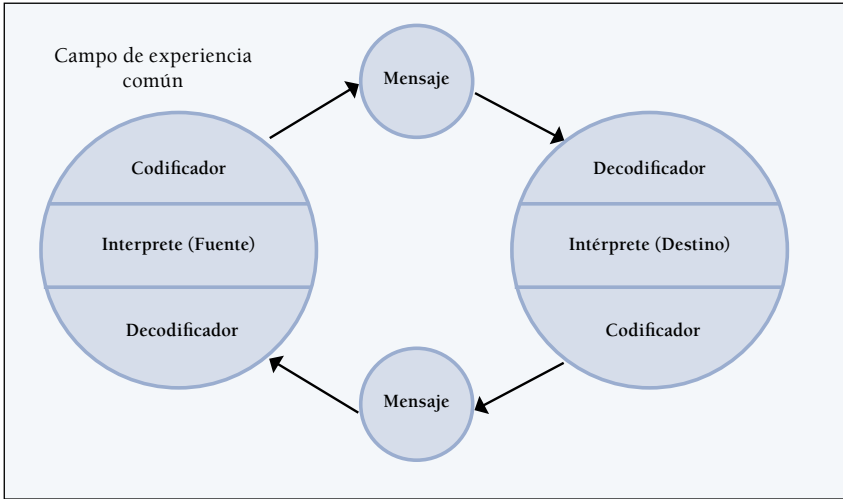 Campo de experiencia
común
Mensaje
Codificador
Interprete (Fuente)
Decodificador
Decodificador
Intérprete (Destino)
Codificador
Mensaje